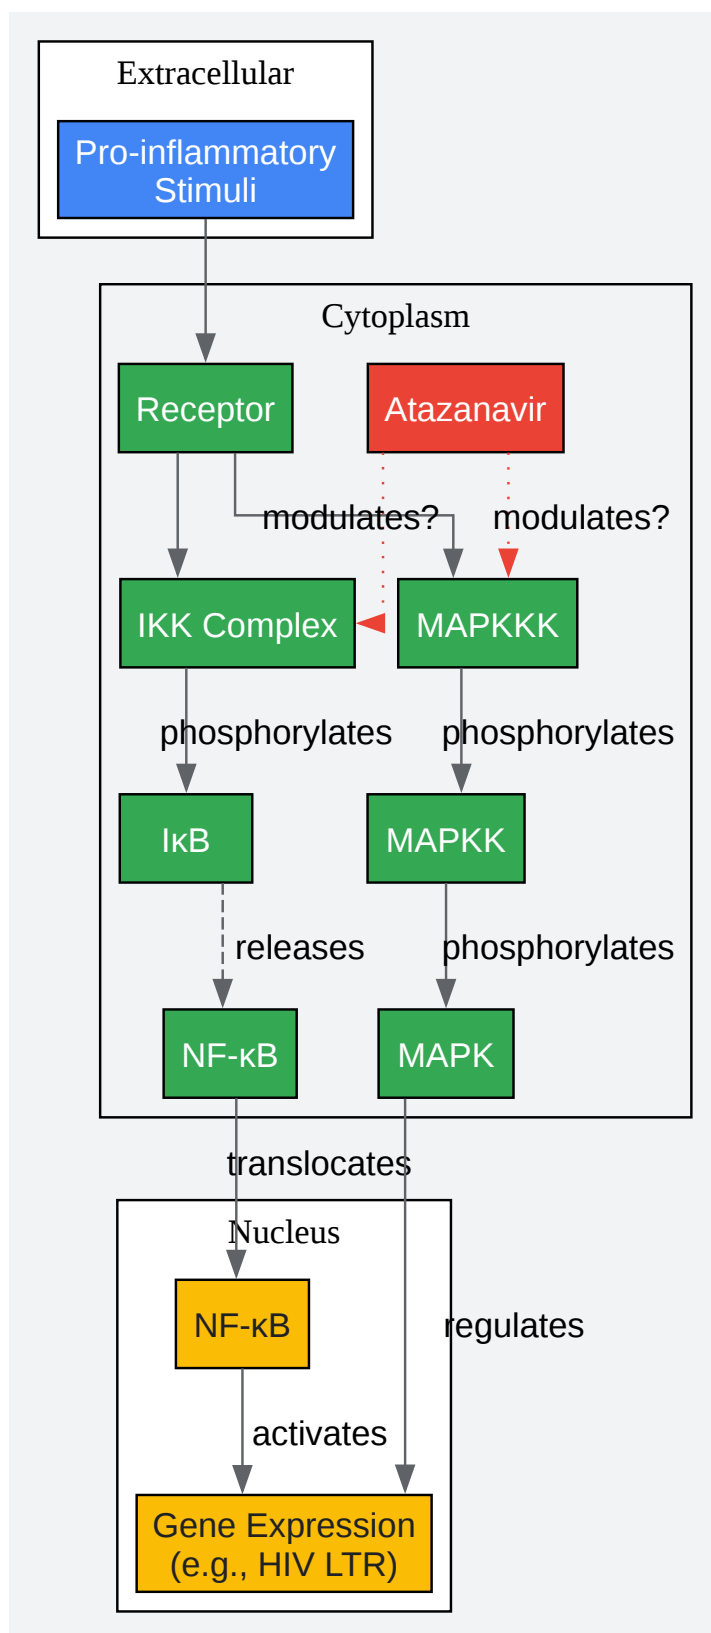 Extracellular
Pro-inflammatory
Stimuli
Cytoplasm
Receptor
Atazanavir
modulates?
modulates?
IKK Complex
MAPKKK
phosphorylates
phosphorylates
IκB
MAPKK
releases
phosphorylates
NF-κB
MAPK
translocates
Nucleus
NF-κB
regulates
activates
Gene Expression
(e.g., HIV LTR)